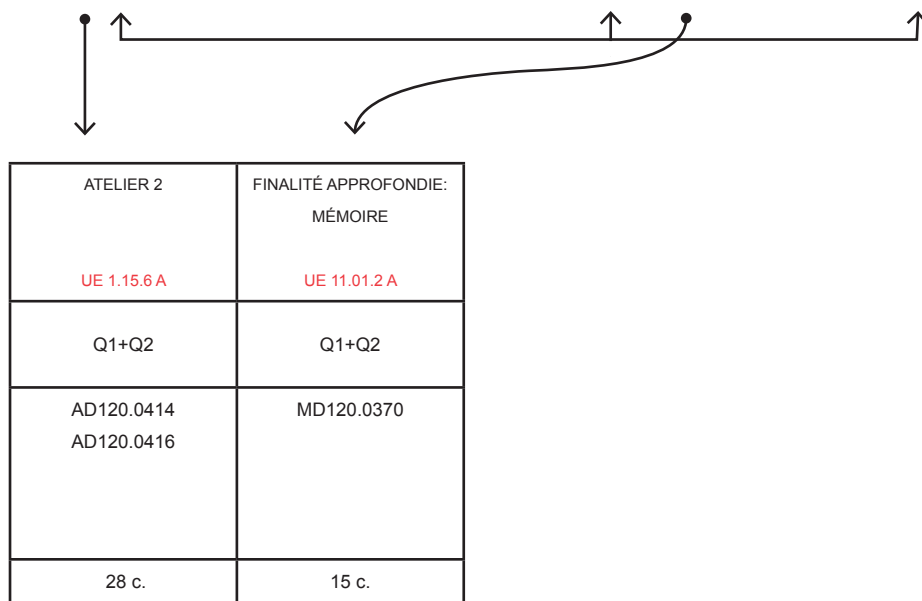 ATELIER 2
UE 1.15.6 A
FINALITÉ APPROFONDIE:
MÉMOIRE
UE 11.01.2 A
Q1+Q2
Q1+Q2
AD120.0414
AD120.0416
MD120.0370
28 c.
15 c.